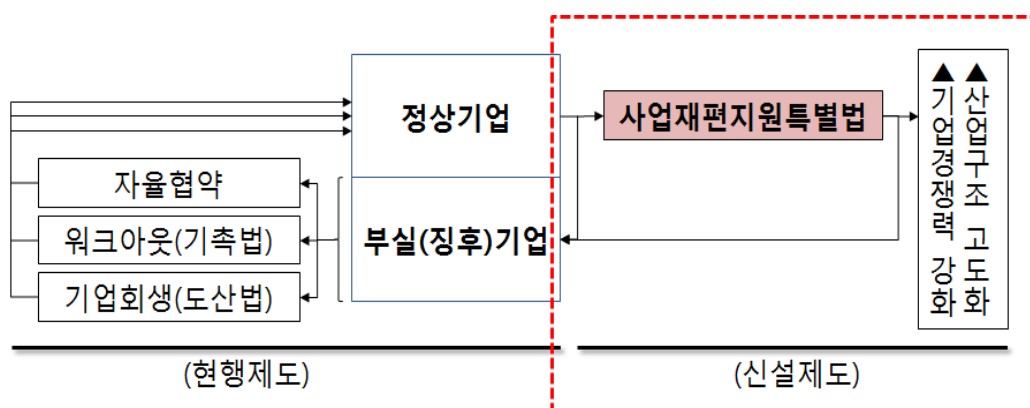 정상기업
사업재편지원특별법
▲산업구조 고도화
▲기업경쟁력 강화
자율협약
워크아웃(기촉법)
부실(징후)기업
기업회생(도산법)
(현행제도)
(신설제도)